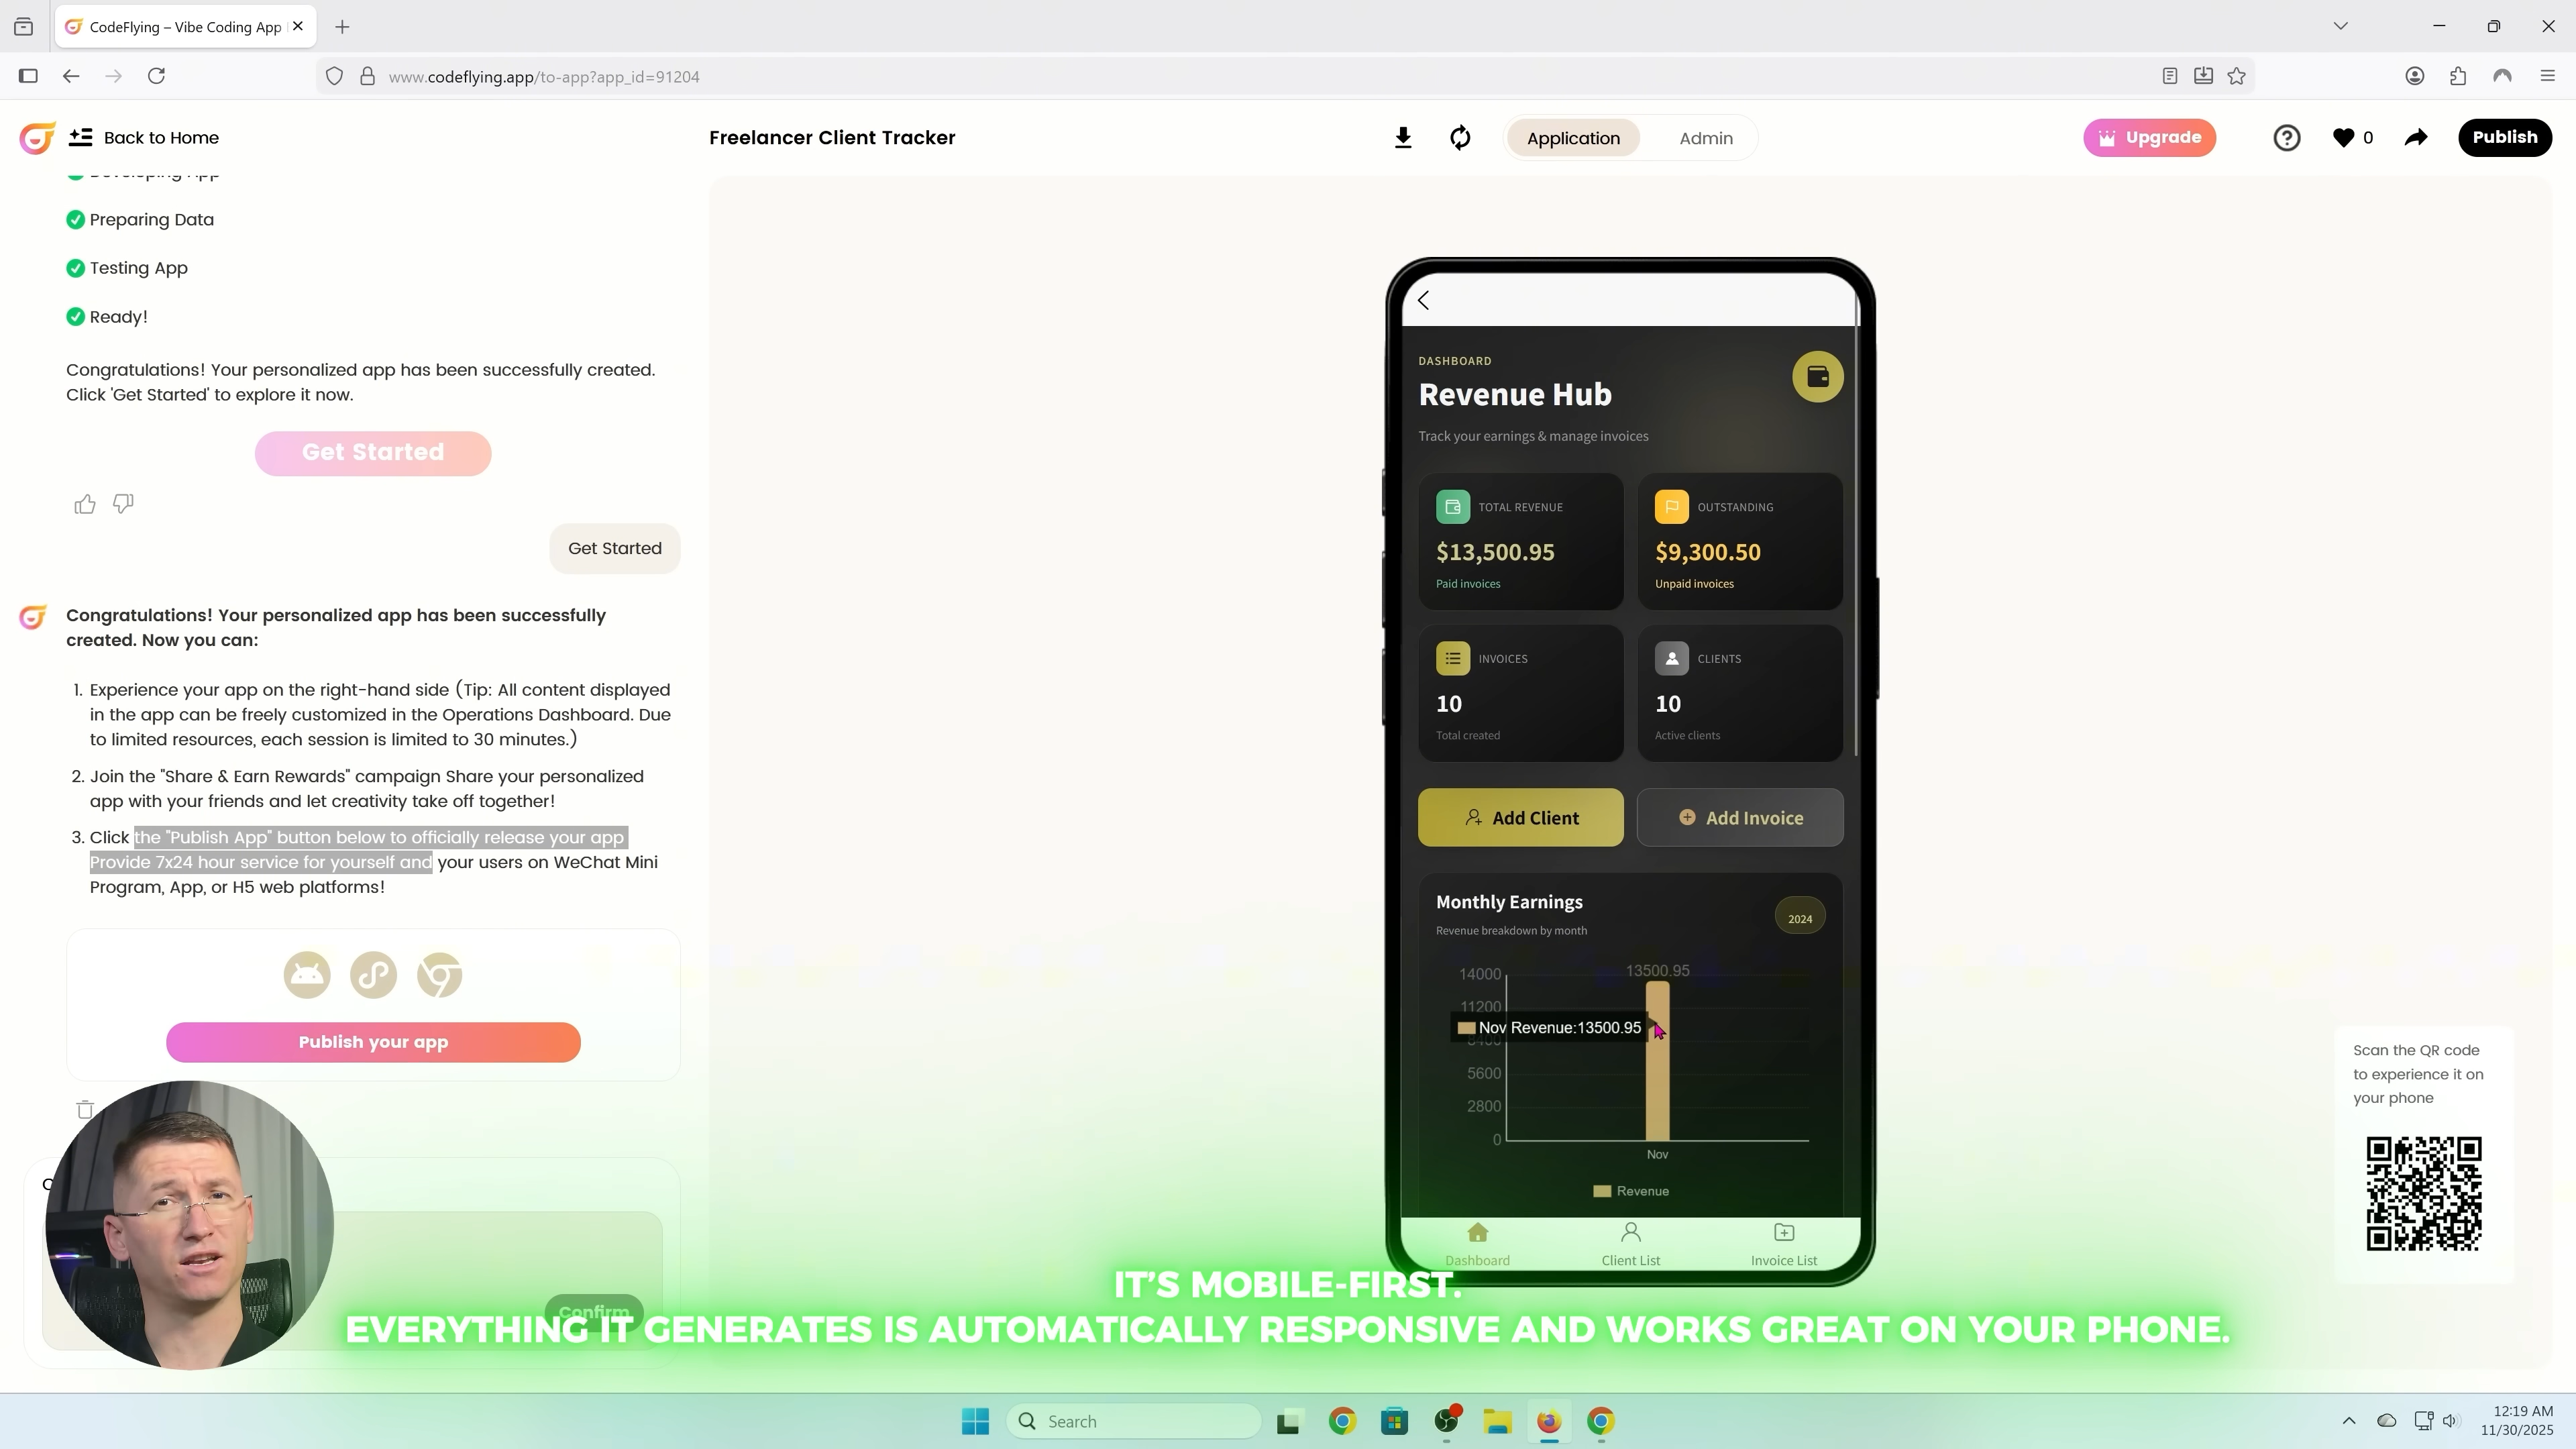 CodeFlying – Vibe Coding App
www.codeflying.app/to-app?app_id=91204
Back to Home
Freelancer Client Tracker
Application
Admin
Upgrade
0
Publish
Developing App
Preparing Data
Testing App
Ready!
Congratulations! Your personalized app has been successfully created.
Click 'Get Started' to explore it now.
Get Started
Get Started
Congratulations! Your personalized app has been successfully
created. Now you can:
1. Experience your app on the right-hand side (Tip: All content displayed
in the app can be freely customized in the Operations Dashboard. Due
to limited resources, each session is limited to 30 minutes.)
2. Join the "Share & Earn Rewards" campaign Share your personalized
app with your friends and let creativity take off together!
3. Click the "Publish App" button below to officially release your app
Provide 7x24 hour service for yourself and your users on WeChat Mini
Program, App, or H5 web platforms!
Publish your app
Confirm
DASHBOARD
Revenue Hub
Track your earnings & manage invoices
TOTAL REVENUE
$13,500.95
Paid invoices
OUTSTANDING
$9,300.50
Unpaid invoices
INVOICES
10
Total created
CLIENTS
10
Active clients
Add Client
Add Invoice
Monthly Earnings
Revenue breakdown by month
2024
13500.95
14000
11200
Nov Revenue:13500.95
8400
5600
2800
0
Nov
Revenue
Dashboard
Client List
Invoice List
Scan the QR code
to experience it on
your phone
IT'S MOBILE-FIRST.
EVERYTHING IT GENERATES IS AUTOMATICALLY RESPONSIVE AND WORKS GREAT ON YOUR PHONE.
Search
12:19 AM
11/30/2025